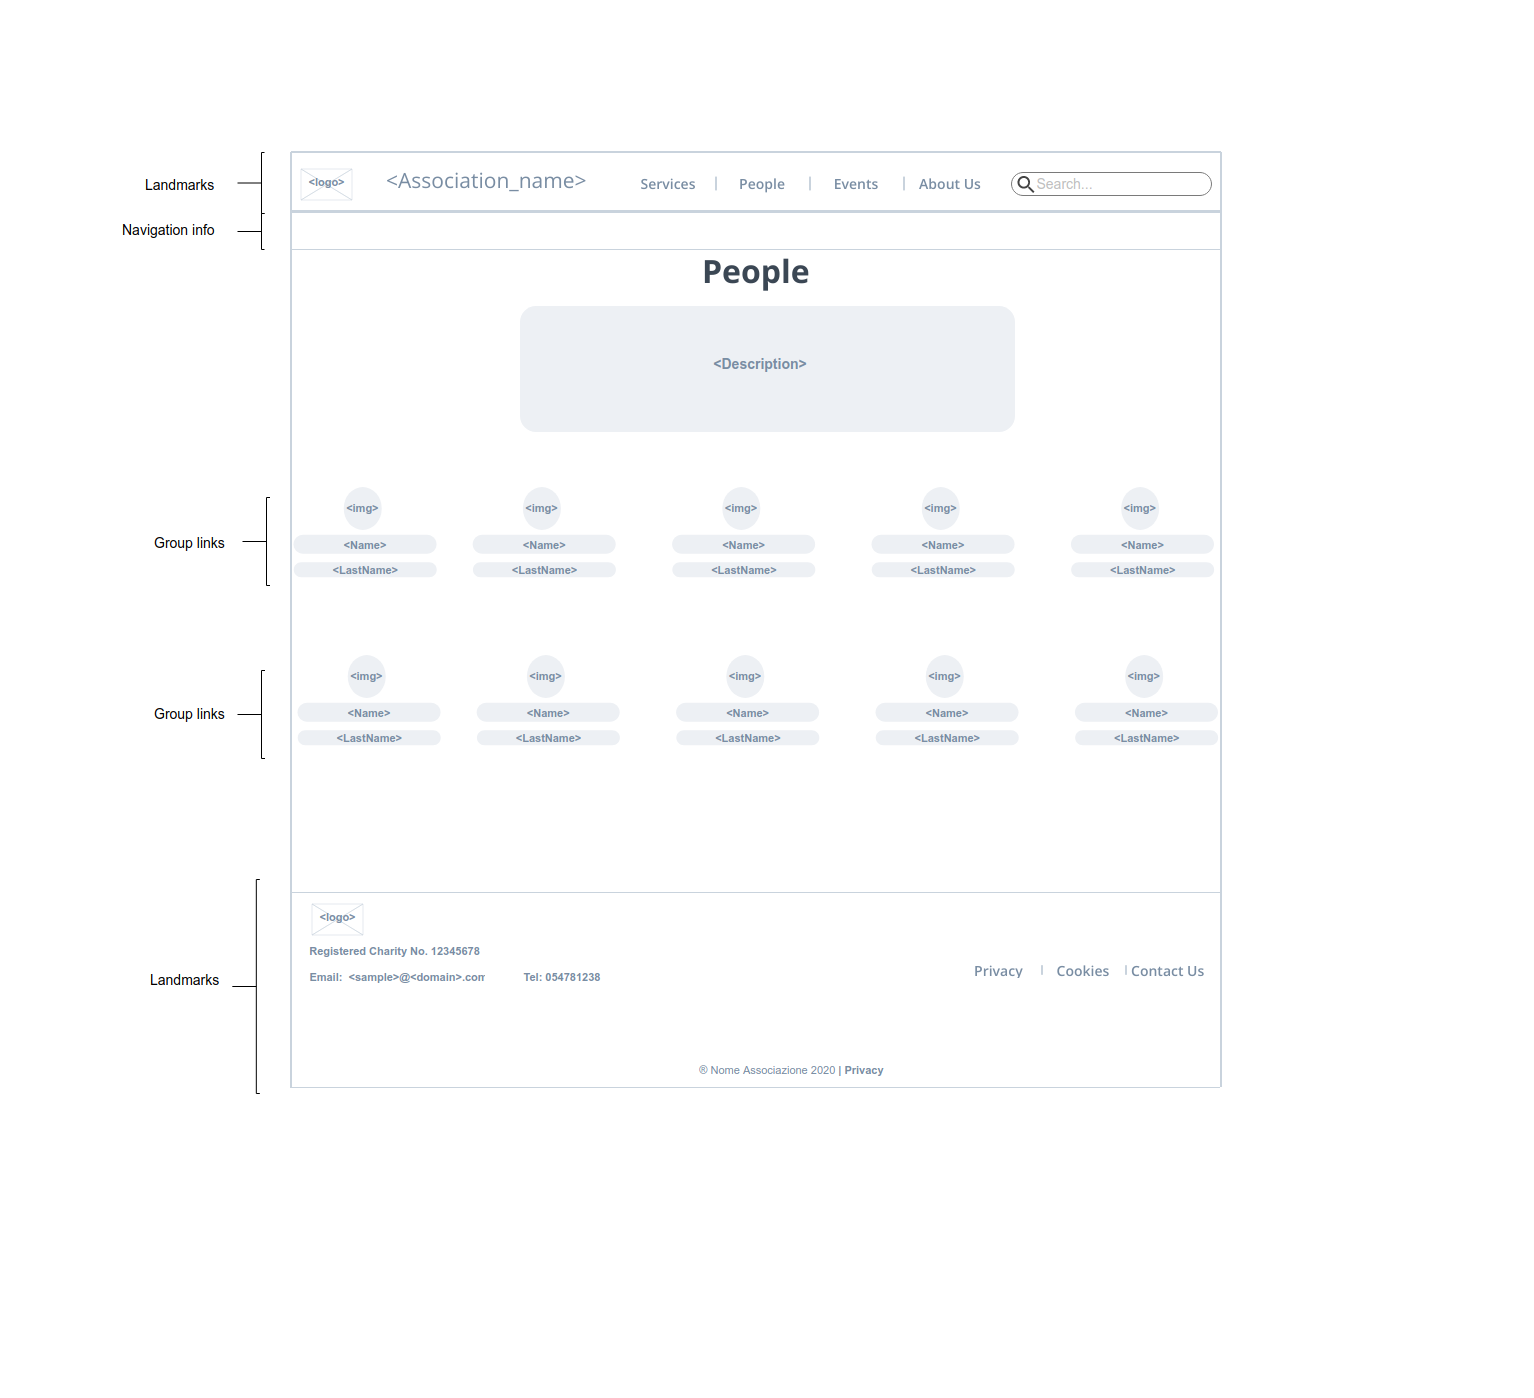 Landmarks
<logo>
<Association_name>
Services | People | Events | About Us
Search...
Navigation info
People
<Description>
Group links
<img> <img> <img> <img> <img>
<Name> <Name> <Name> <Name> <Name>
<LastName> <LastName> <LastName> <LastName> <LastName>
Group links
<img> <img> <img> <img> <img>
<Name> <Name> <Name> <Name> <Name>
<LastName> <LastName> <LastName> <LastName> <LastName>
Landmarks
<logo>
Registered Charity No. 12345678
Email: <sample>@<domain>.com Tel: 054781238
Privacy | Cookies | Contact Us
® Nome Associazione 2020 | Privacy